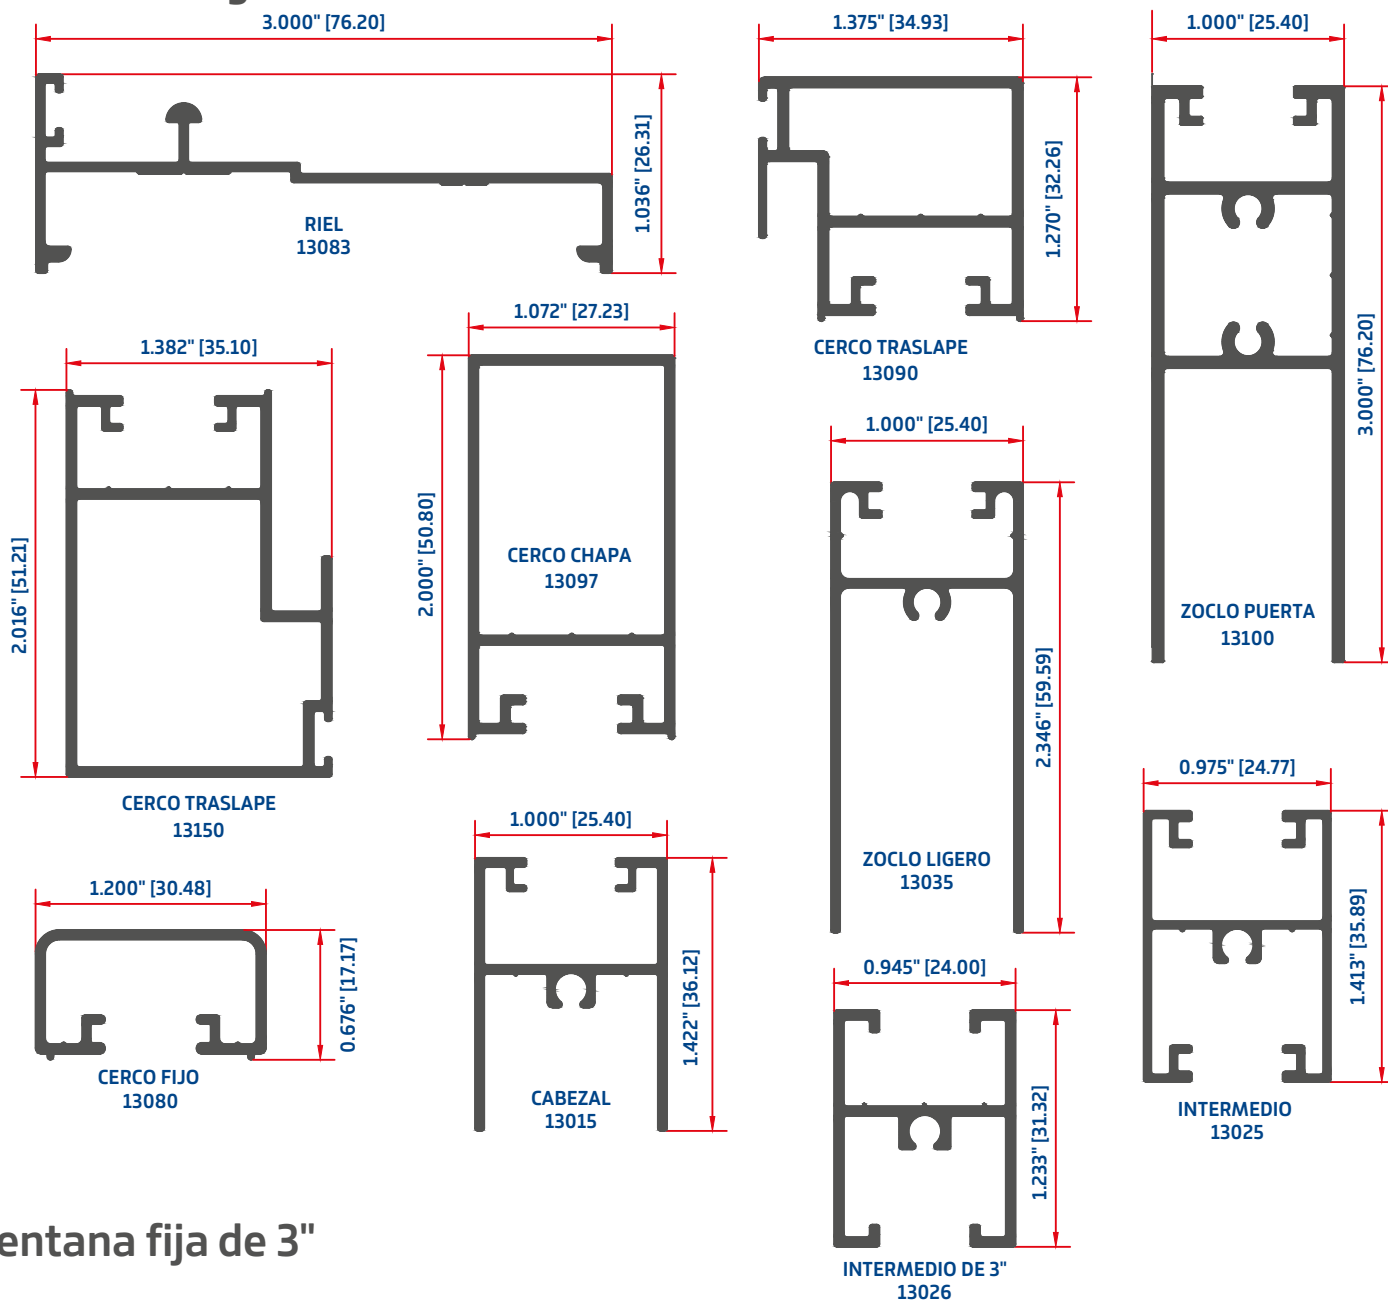 3.000" [76.20]
1.036" [26.31]
RIEL
13083
1.375" [34.93]
1.270" [32.26]
CERCO TRASLAPE
13090
1.000" [25.40]
3.000" [76.20]
ZOCLO PUERTA
13100
1.382" [35.10]
2.016" [51.21]
CERCO TRASLAPE
13150
1.072" [27.23]
2.000" [50.80]
CERCO CHAPA
13097
1.000" [25.40]
2.346" [59.59]
ZOCLO LIGERO
13035
0.975" [24.77]
1.413" [35.89]
INTERMEDIO
13025
1.200" [30.48]
0.676" [17.17]
CERCO FIJO
13080
1.000" [25.40]
1.422" [36.12]
CABEZAL
13015
0.945" [24.00]
1.233" [31.32]
INTERMEDIO DE 3"
13026
entana fija de 3"